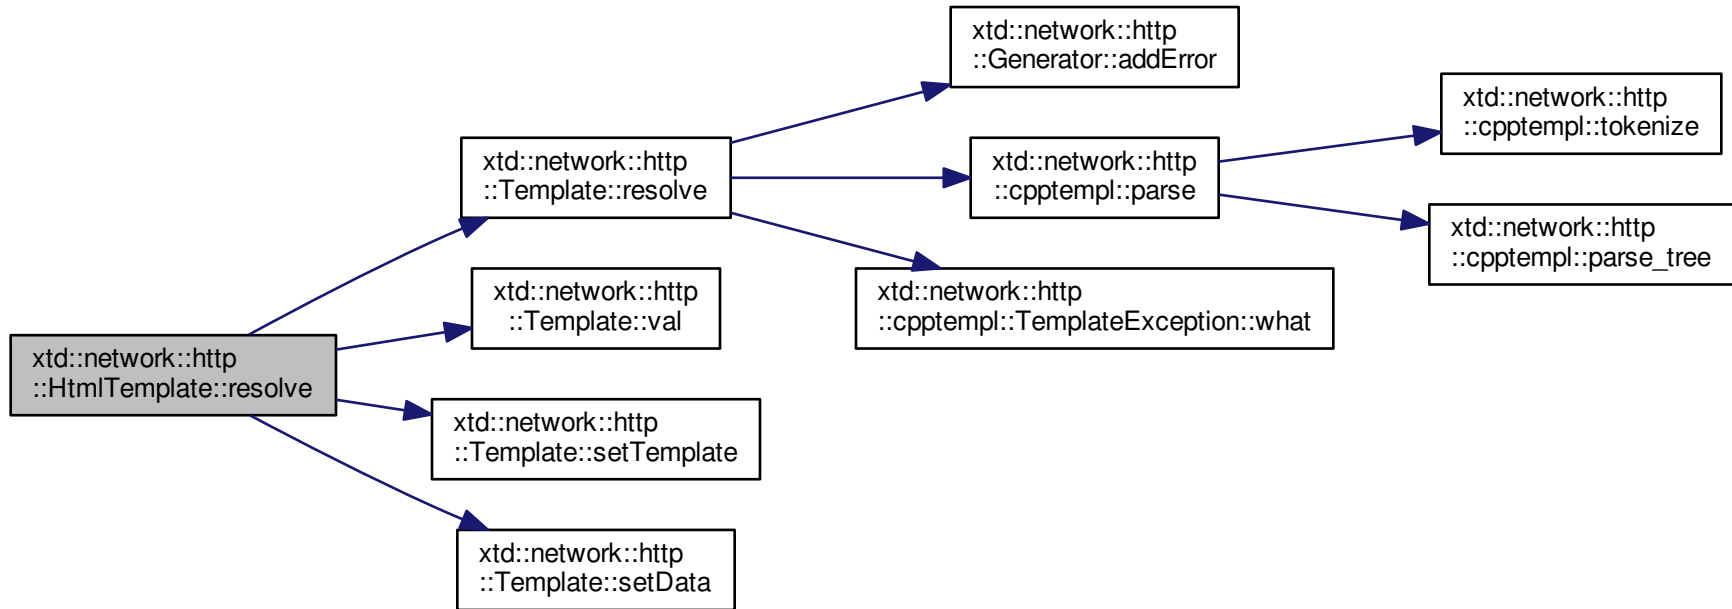 xtd::network::http
::HtmlTemplate::resolve
xtd::network::http
::Template::resolve
xtd::network::http
::Template::val
xtd::network::http
::Template::setTemplate
xtd::network::http
::Template::setData
xtd::network::http
::Generator::addError
xtd::network::http
::cpptempl::parse
xtd::network::http
::cpptempl::TemplateException::what
xtd::network::http
::cpptempl::tokenize
xtd::network::http
::cpptempl::parse_tree